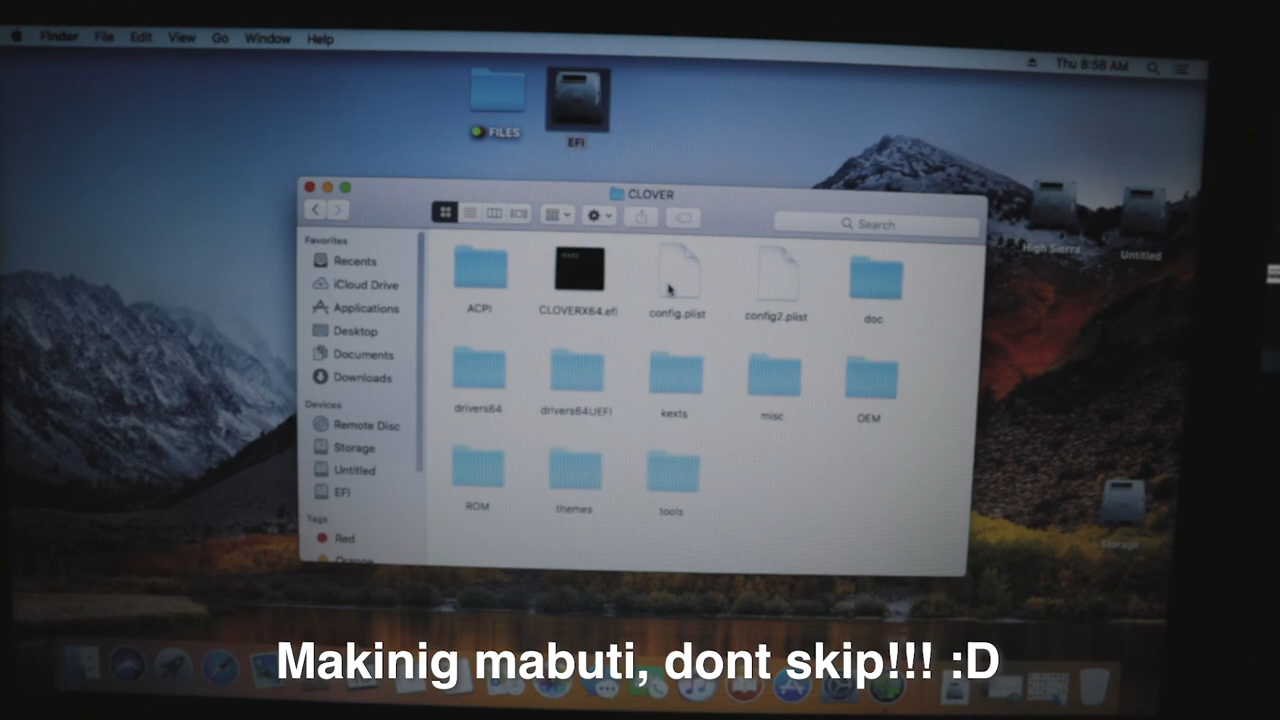 Finder File Edit View Go Window Help
Thu 8:58 AM
FILES
EFI
CLOVER
Search
Favorites
Recents
iCloud Drive
Applications
Desktop
Documents
Downloads
Devices
Remote Disc
Storage
Untitled
EFI
Tags
Red
Orange
ACPI
CLOVERX64.efi
config.plist
config2.plist
doc
drivers64
drivers64UEFI
kexts
misc
OEM
ROM
themes
tools
High Sierra
Untitled
Storage
Makinig mabuti, dont skip!!! :D